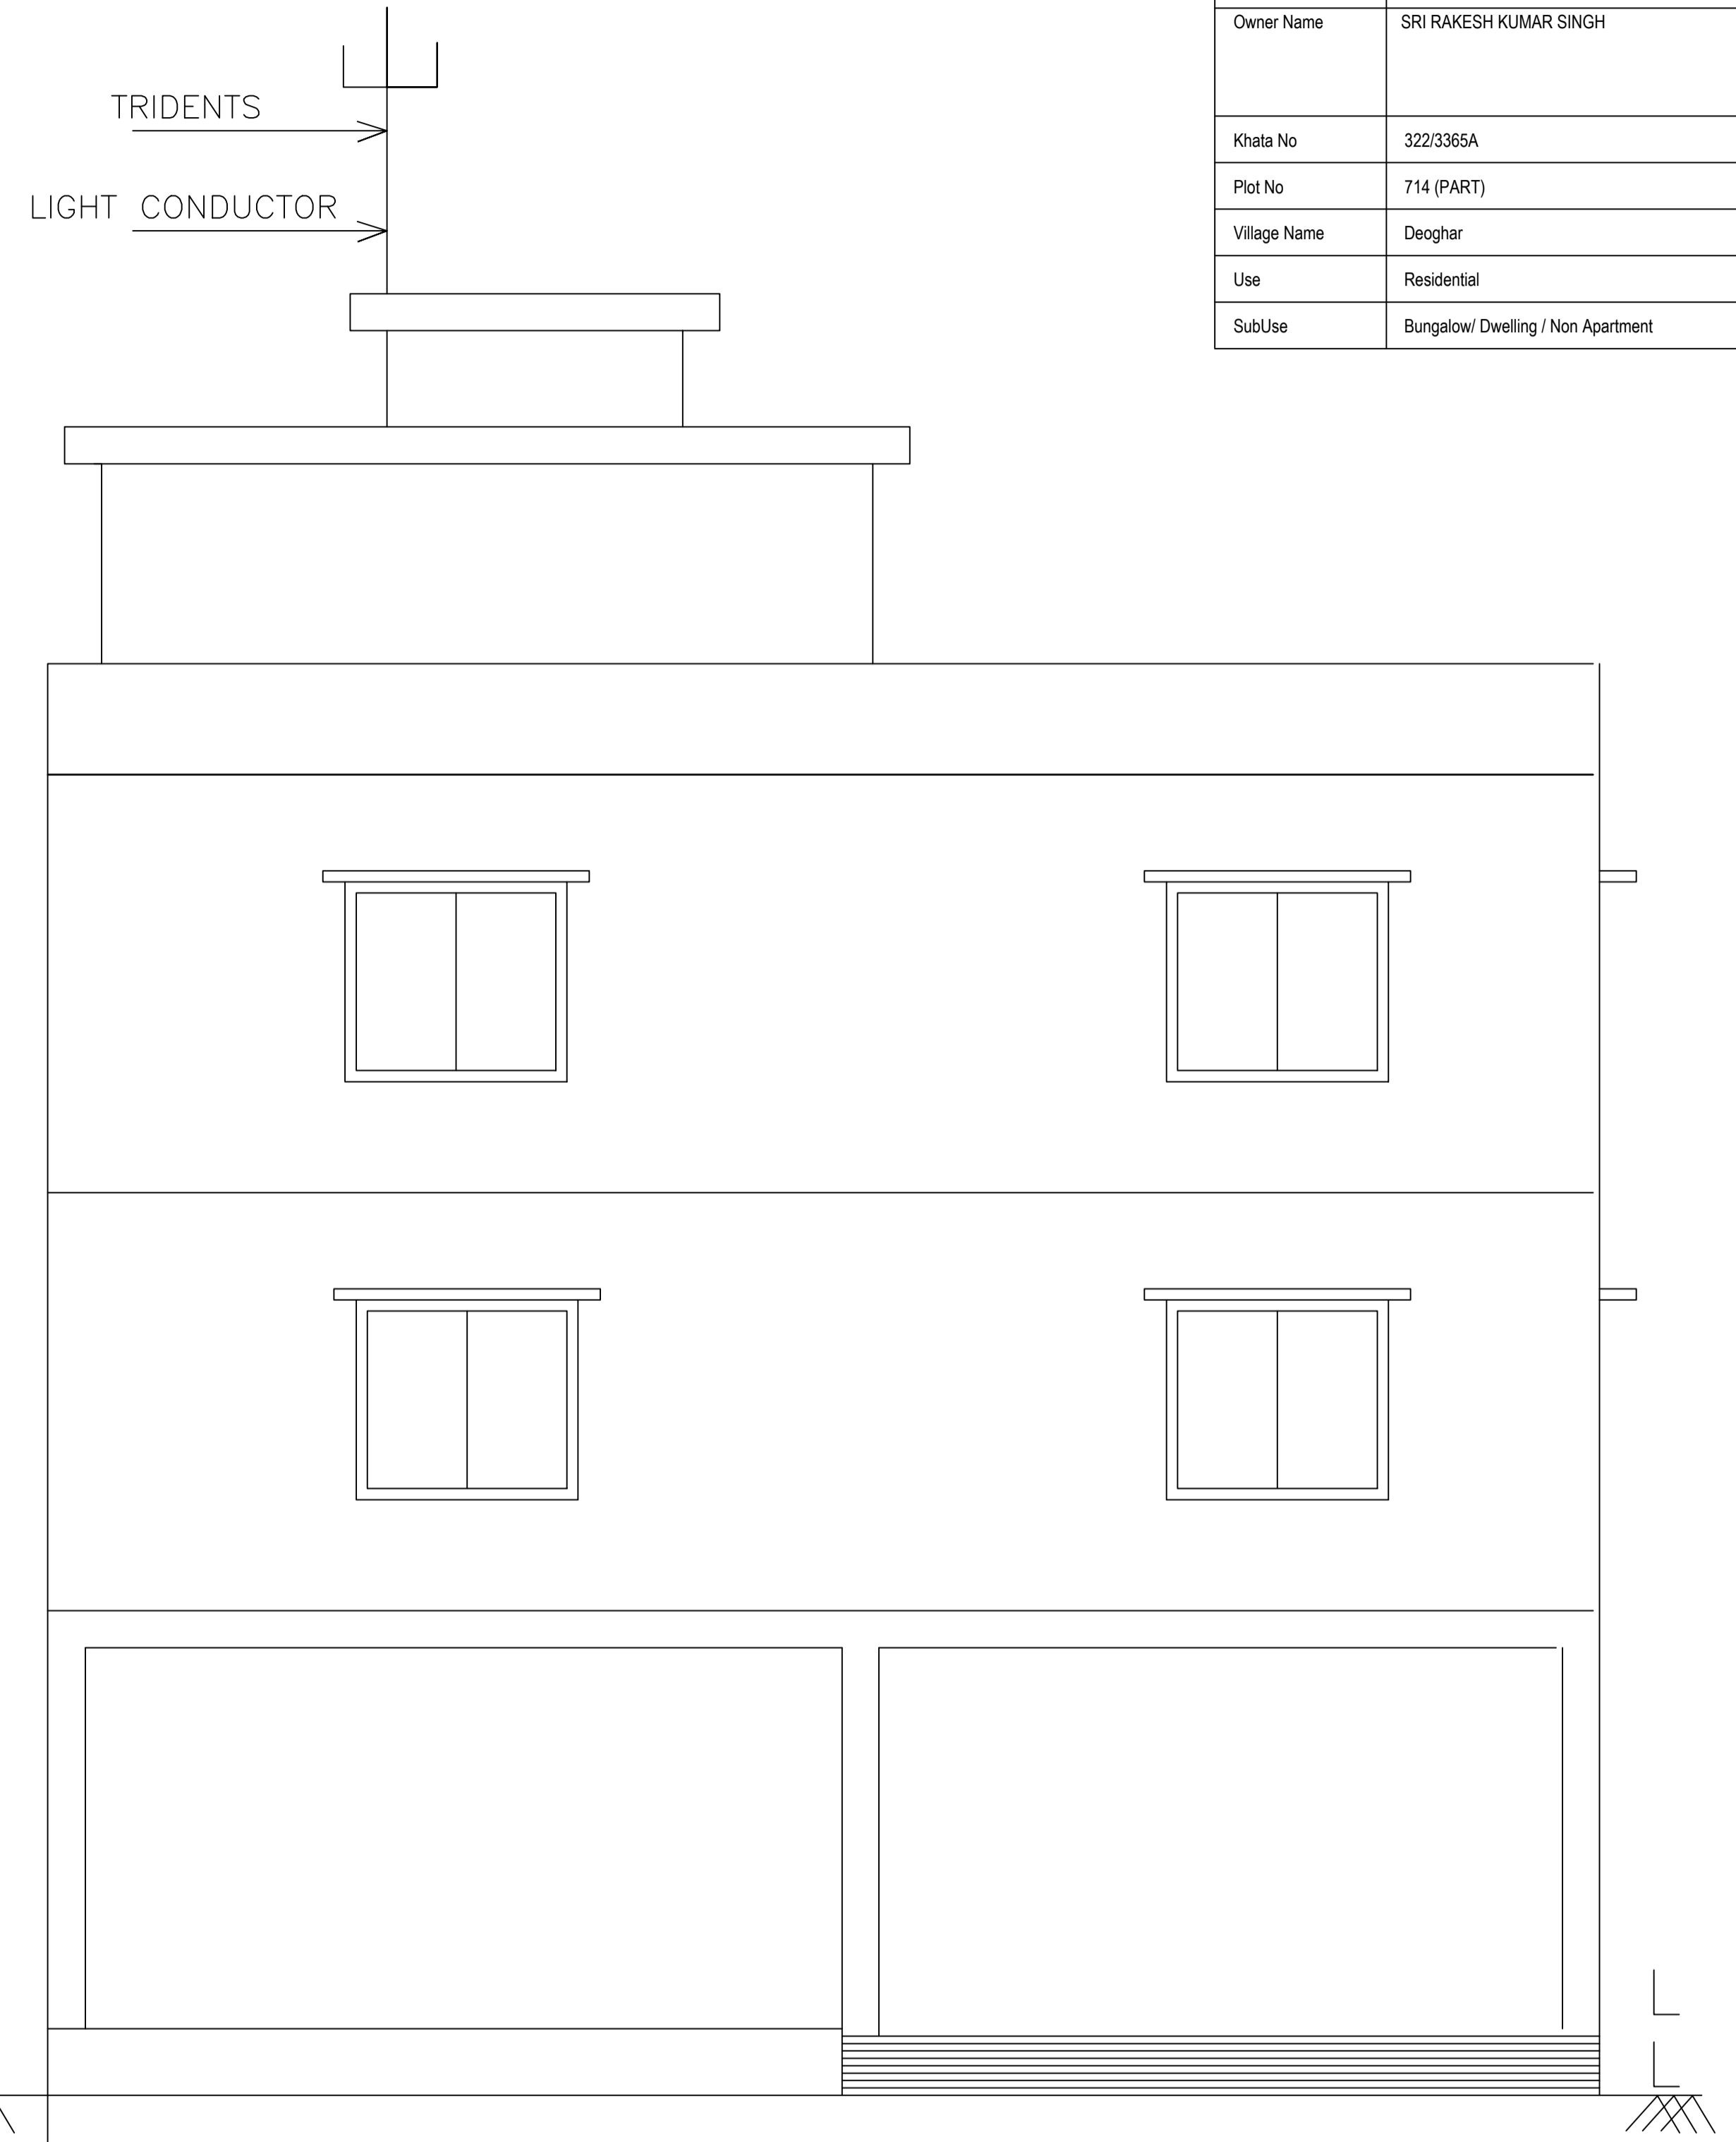 TRIDENTS
LIGHT CONDUCTOR
Owner Name SRI RAKESH KUMAR SINGH
Khata No 322/3365A
Plot No 714 (PART)
Village Name Deoghar
Use Residential
SubUse Bungalow/ Dwelling / Non Apartment